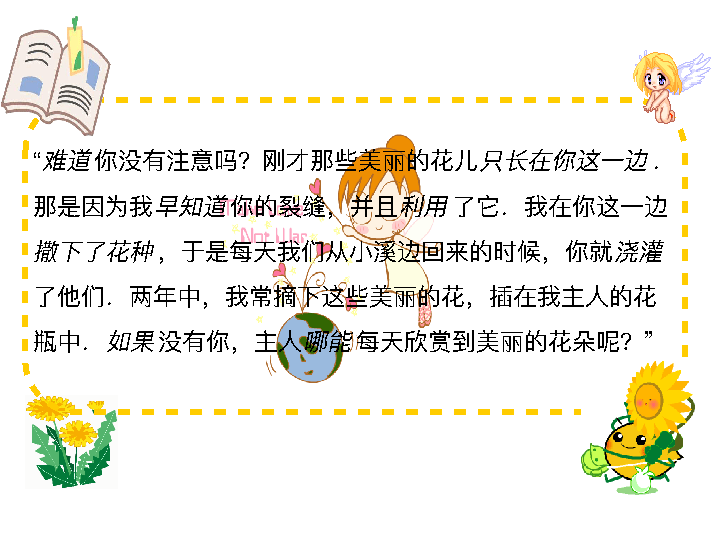 “难道你没有注意吗？刚才那些美丽的花儿只长在你这一边．
那是因为我早知道你的裂缝，并且利用了它．我在你这一边
撒下了花种，于是每天我们从小溪边回来的时候，你就浇灌
了他们．两年中，我常摘下这些美丽的花，插在我主人的花
瓶中．如果没有你，主人哪能每天欣赏到美丽的花朵呢？”
Not War